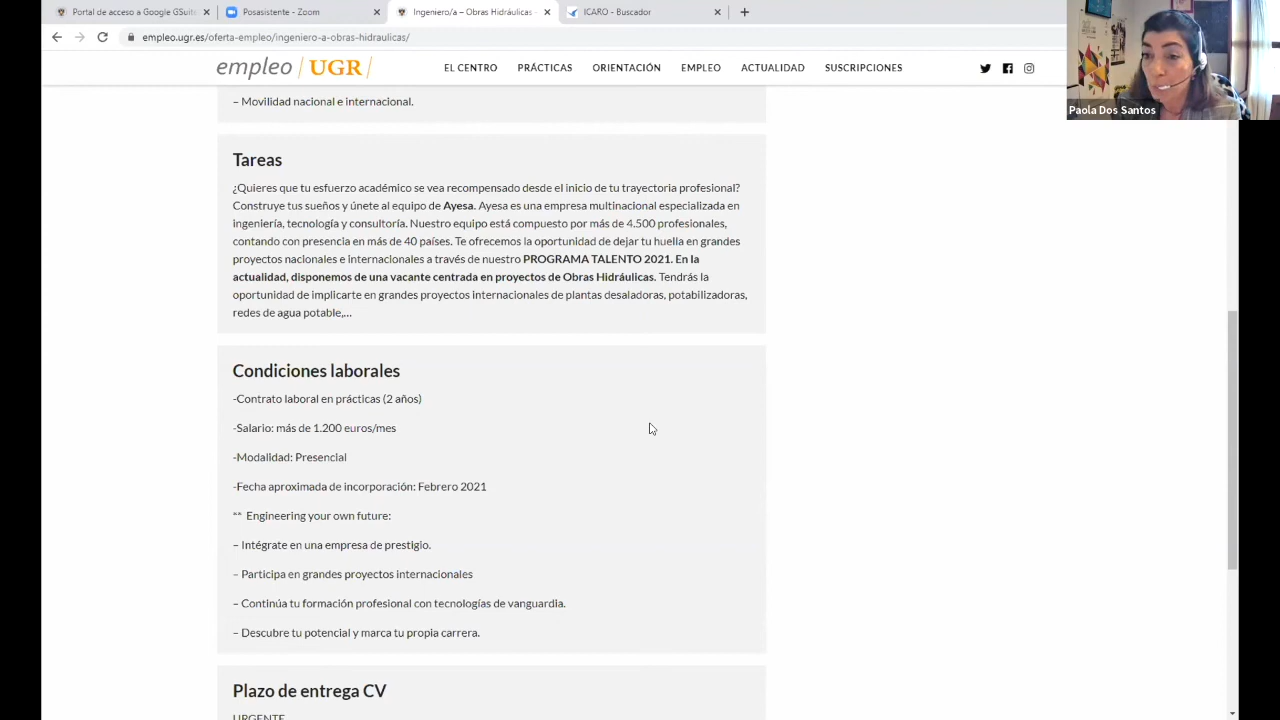 Portal de acceso a Google GSuite
Posasistente - Zoom
Ingeniero/a – Obras Hidráulicas -
ICARO - Buscador
empleo.ugr.es/oferta-empleo/ingeniero-a-obras-hidraulicas/
empleo / UGR /
EL CENTRO PRÁCTICAS ORIENTACIÓN EMPLEO ACTUALIDAD SUSCRIPCIONES
Paola Dos Santos
– Movilidad nacional e internacional.
Tareas
¿Quieres que tu esfuerzo académico se vea recompensado desde el inicio de tu trayectoria profesional?
Construye tus sueños y únete al equipo de Ayesa. Ayesa es una empresa multinacional especializada en
ingeniería, tecnología y consultoría. Nuestro equipo está compuesto por más de 4.500 profesionales,
contando con presencia en más de 40 países. Te ofrecemos la oportunidad de dejar tu huella en grandes
proyectos nacionales e internacionales a través de nuestro PROGRAMA TALENTO 2021. En la
actualidad, disponemos de una vacante centrada en proyectos de Obras Hidráulicas. Tendrás la
oportunidad de implicarte en grandes proyectos internacionales de plantas desaladoras, potabilizadoras,
redes de agua potable,...
Condiciones laborales
-Contrato laboral en prácticas (2 años)
-Salario: más de 1.200 euros/mes
-Modalidad: Presencial
-Fecha aproximada de incorporación: Febrero 2021
** Engineering your own future:
– Intégrate en una empresa de prestigio.
– Participa en grandes proyectos internacionales
– Continúa tu formación profesional con tecnologías de vanguardia.
– Descubre tu potencial y marca tu propia carrera.
Plazo de entrega CV
URGENTE